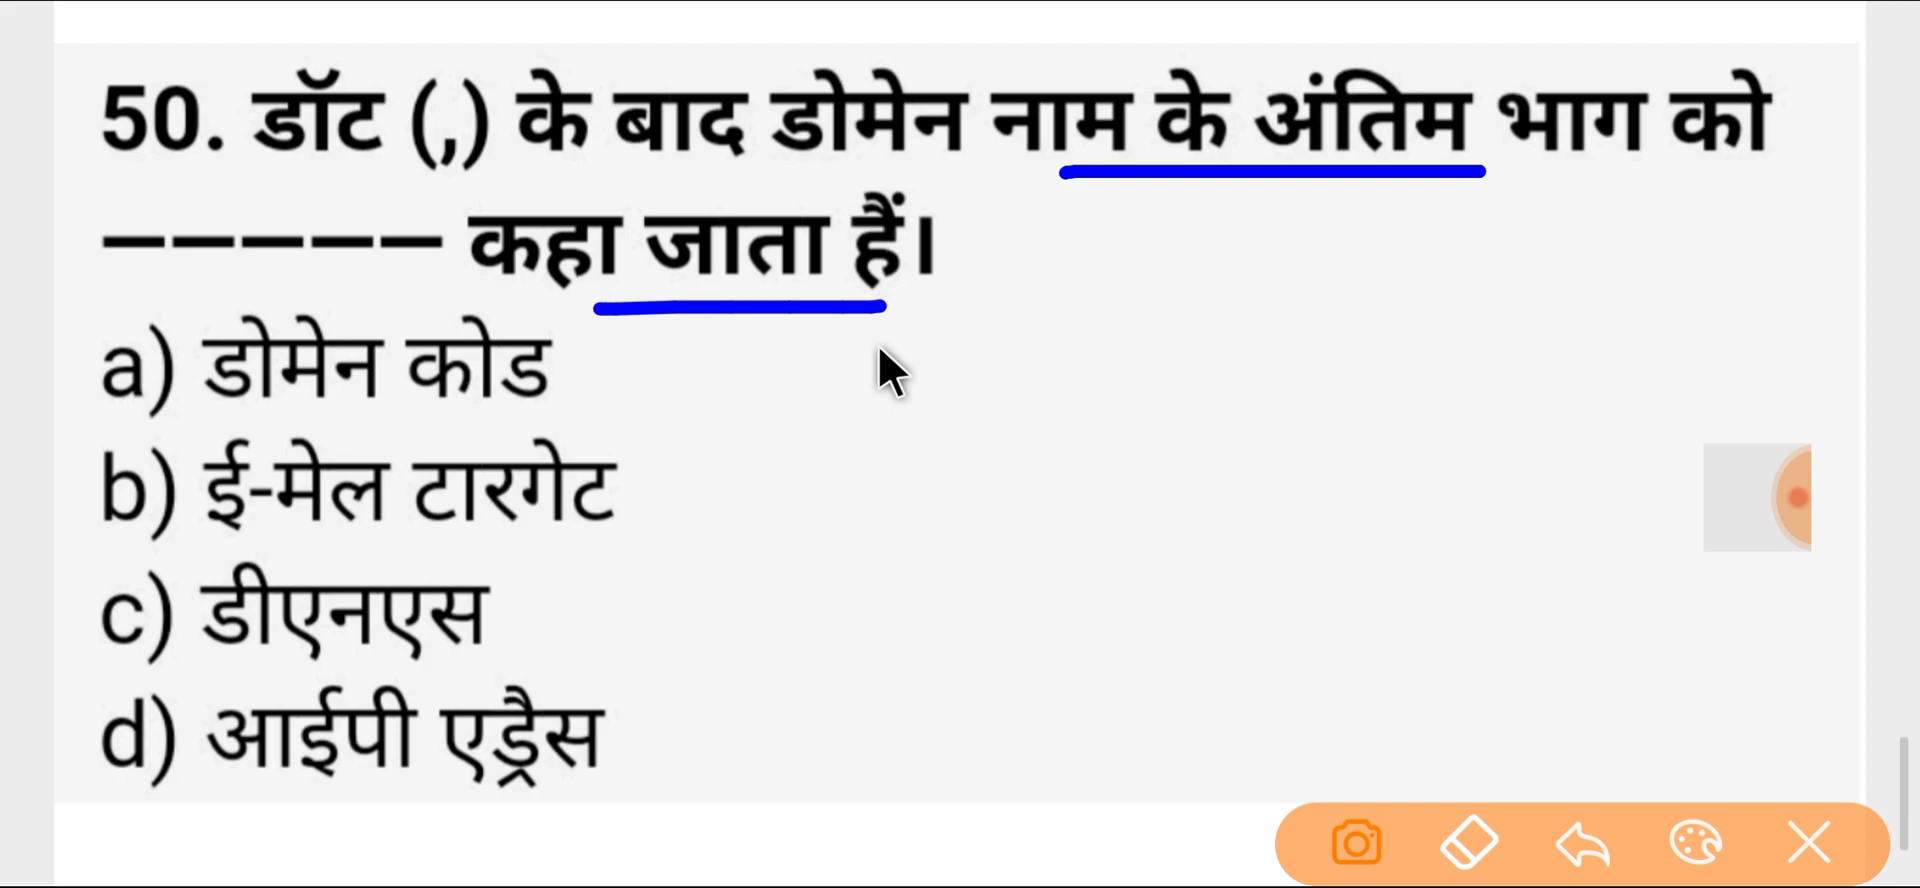 50. डॉट (,) के बाद डोमेन नाम के अंतिम भाग को
————— कहा जाता हैं।
a) डोमेन कोड
b) ई-मेल टारगेट
c) डीएनएस
d) आईपी एड्रैस